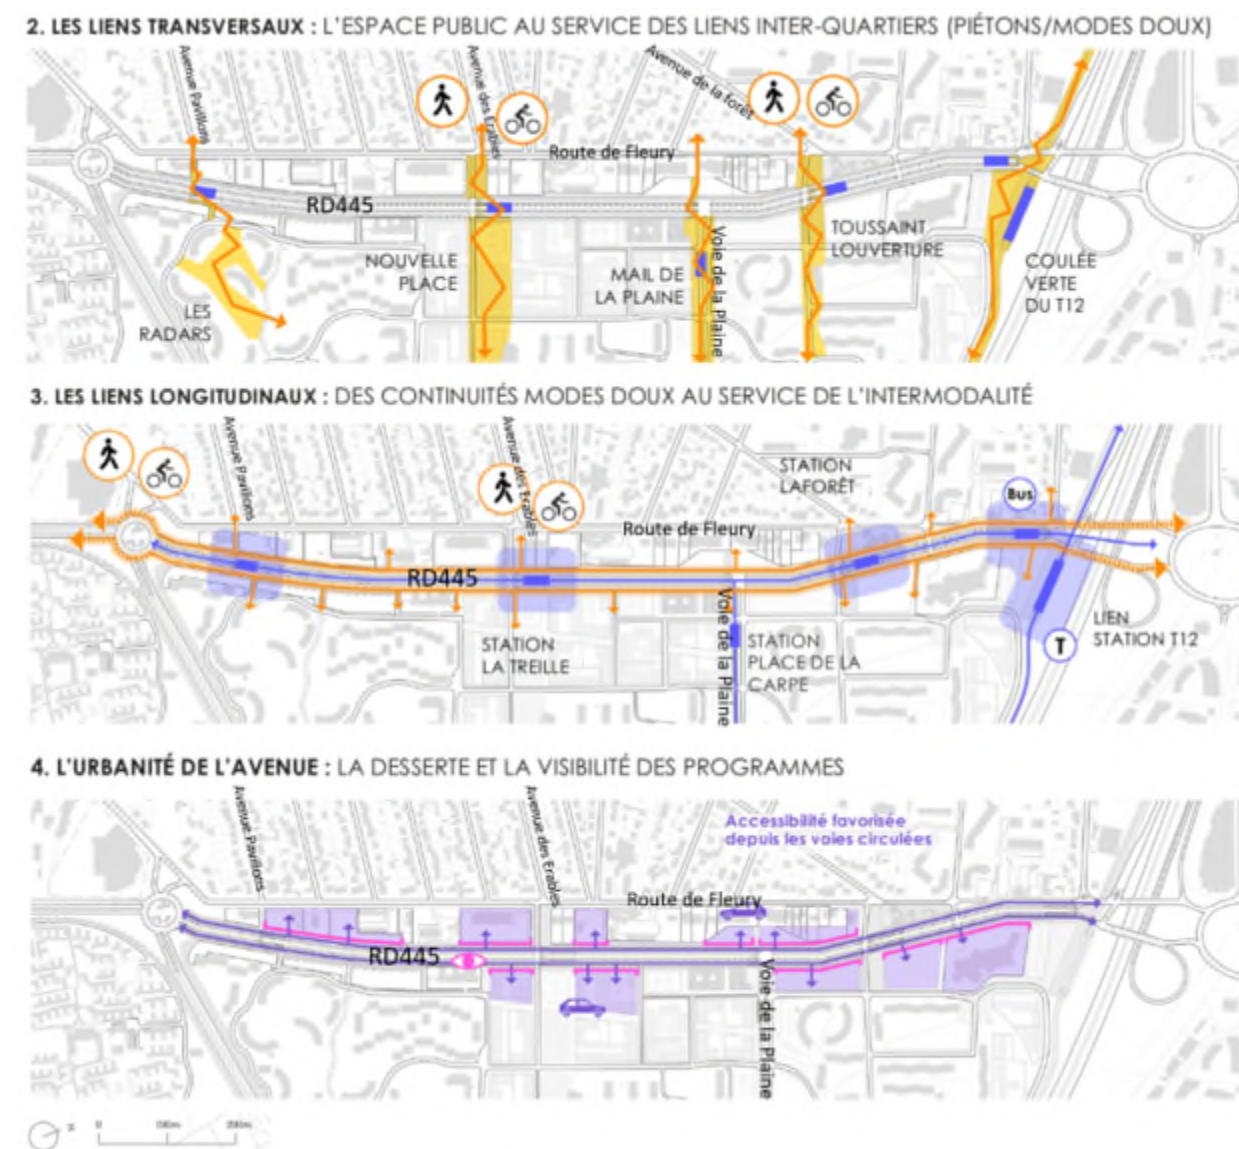 2. LES LIENS TRANSVERSAUX : L'ESPACE PUBLIC AU SERVICE DES LIENS INTER-QUARTIERS (PIÉTONS/MODES DOUX)
Avenue Pavillons
Avenue des Erables
Avenue de la forêt
Route de Fleury
RD445
NOUVELLE
PLACE
MAIL DE
LA PLAINE
Voie de la Plaine
TOUSSAINT
LOUVERTURE
COULÉE
VERTE
DU T12
LES
RADARS
3. LES LIENS LONGITUDINAUX : DES CONTINUITÉS MODES DOUX AU SERVICE DE L'INTERMODALITÉ
Avenue Pavillons
Avenue des Erables
STATION
LAFORÊT
Bus
Route de Fleury
RD445
STATION
LA TREILLE
Voie de la Plaine
STATION
PLACE DE LA
CARPE
T
LIEN
STATION T12
4. L'URBANITÉ DE L'AVENUE : LA DESSERTE ET LA VISIBILITÉ DES PROGRAMMES
Avenue Pavillons
Avenue des Erables
Accessibilité favorisée
depuis les voies circulées
Route de Fleury
RD445
Voie de la Plaine
0 100m 200m